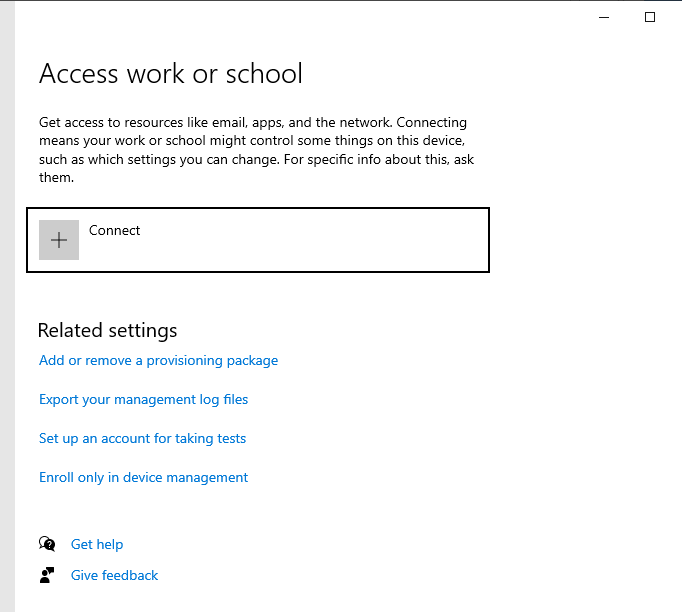 Access work or school
Get access to resources like email, apps, and the network. Connecting
means your work or school might control some things on this device,
such as which settings you can change. For specific info about this, ask
them.
Connect
Related settings
Add or remove a provisioning package
Export your management log files
Set up an account for taking tests
Enroll only in device management
Get help
Give feedback